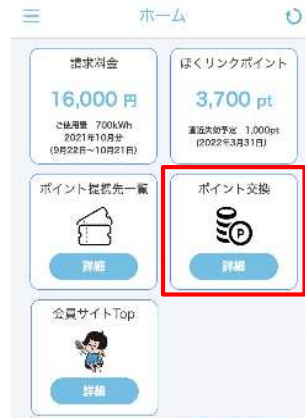 ホーム
請求料金
16,000 円
ご使用量 700kWh
2021年10月分
(9月22日～10月21日)
ほくリンクポイント
3,700 pt
直近失効予定 1,000pt
(2022年3月31日)
ポイント提携先一覧
詳細
ポイント交換
P
詳細
会員サイトTop
詳細